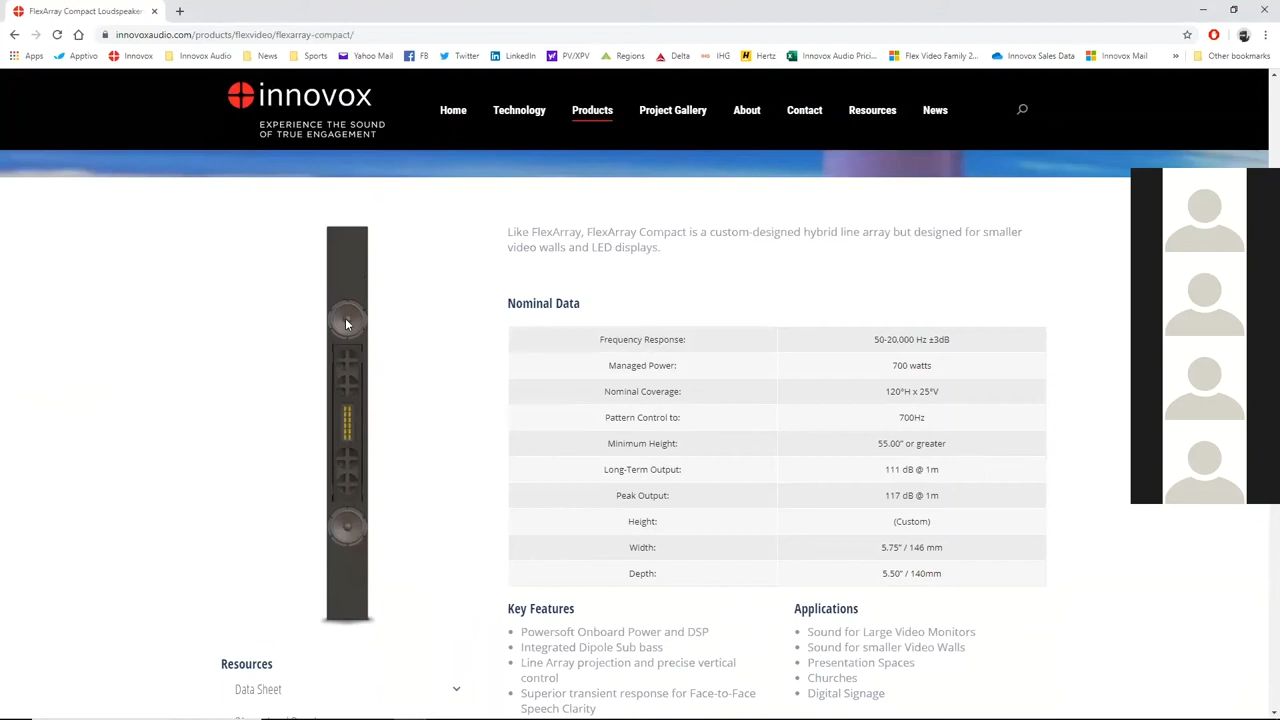 FlexArray Compact Loudspeaker
innovoxaudio.com/products/flexvideo/flexarray-compact/
Apps Apptivo Innovox Innovox Audio News Sports Yahoo Mail FB Twitter LinkedIn PV/XPV Regions Delta IHG Hertz Innovox Audio Prici... Flex Video Family 2... Innovox Sales Data Innovox Mail » Other bookmarks
innovox
EXPERIENCE THE SOUND
OF TRUE ENGAGEMENT
Home Technology Products Project Gallery About Contact Resources News
Like FlexArray, FlexArray Compact is a custom-designed hybrid line array but designed for smaller
video walls and LED displays.
Nominal Data
Frequency Response: 50-20,000 Hz ±3dB
Managed Power: 700 watts
Nominal Coverage: 120°H x 25°V
Pattern Control to: 700Hz
Minimum Height: 55.00" or greater
Long-Term Output: 111 dB @ 1m
Peak Output: 117 dB @ 1m
Height: (Custom)
Width: 5.75" / 146 mm
Depth: 5.50" / 140mm
Key Features
• Powersoft Onboard Power and DSP
• Integrated Dipole Sub bass
• Line Array projection and precise vertical
control
• Superior transient response for Face-to-Face
Speech Clarity
Applications
• Sound for Large Video Monitors
• Sound for smaller Video Walls
• Presentation Spaces
• Churches
• Digital Signage
Resources
Data Sheet